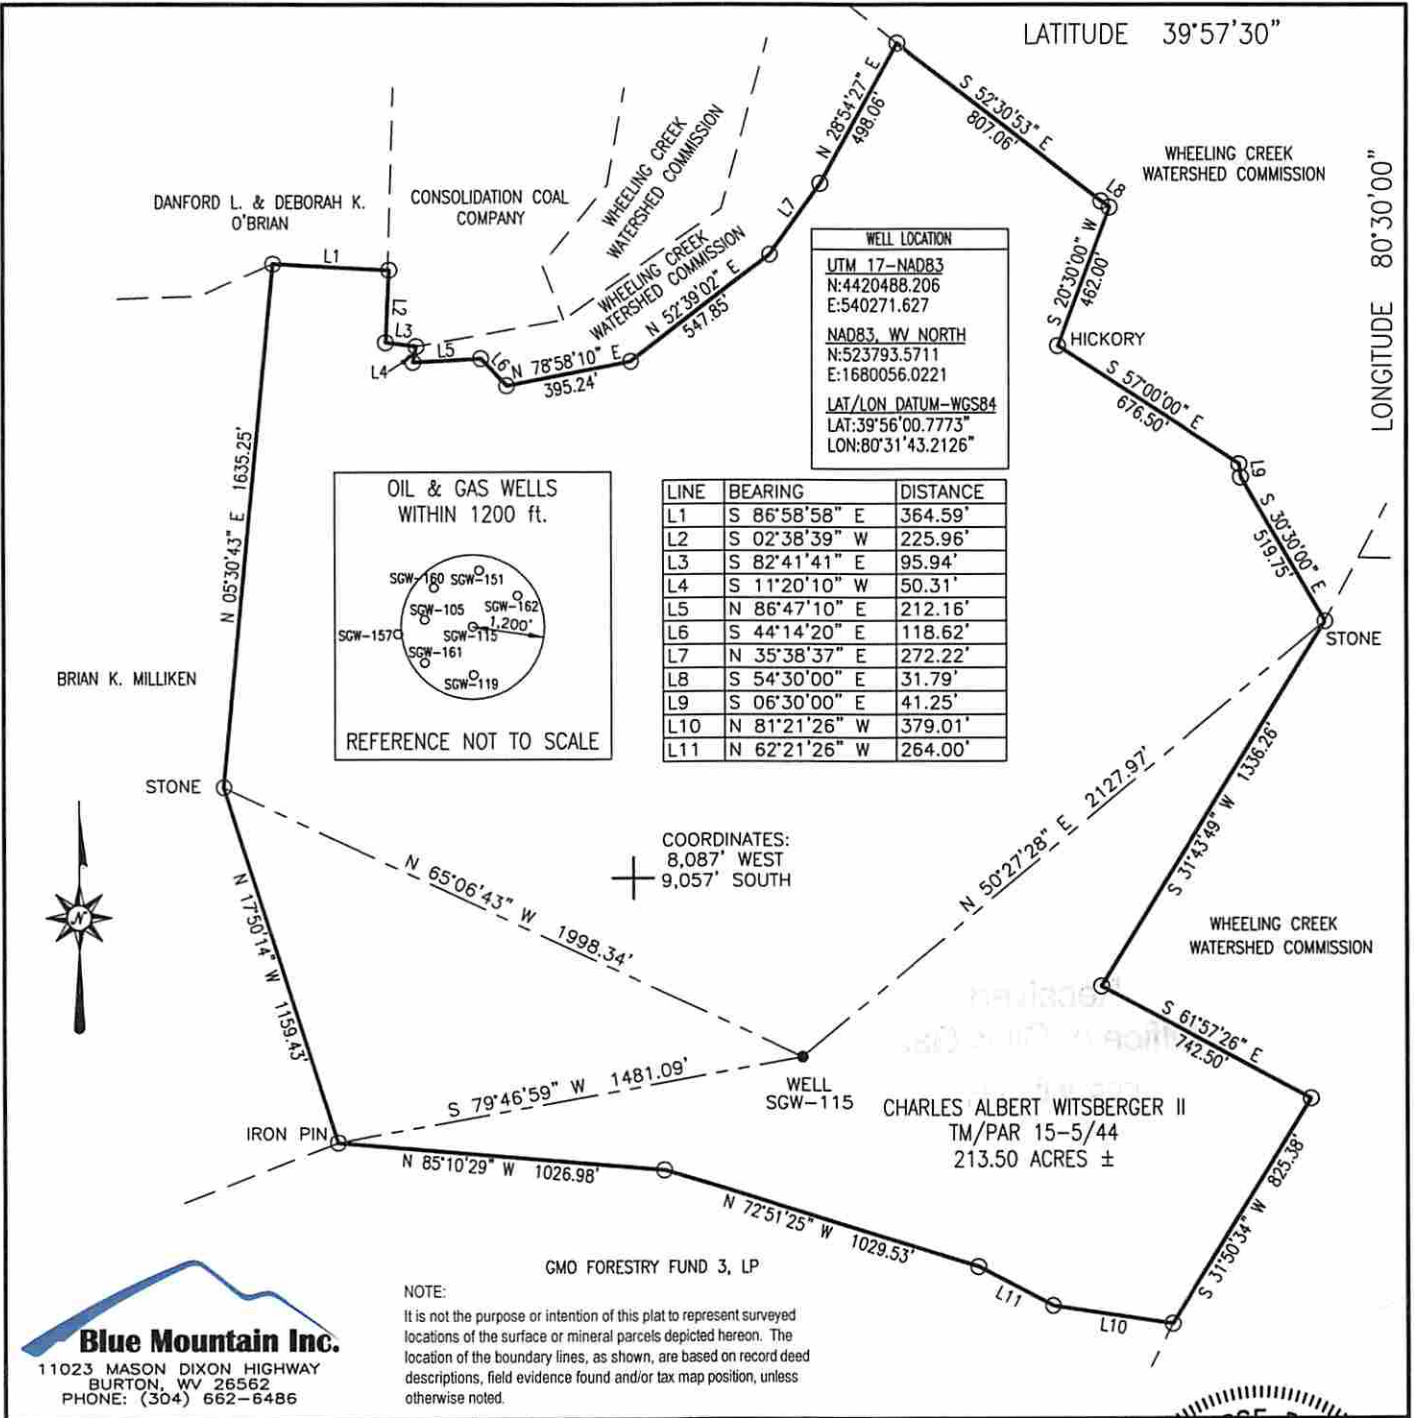 LATITUDE 39°57'30"
LONGITUDE 80°30'00"
S 52°30'53" E
807.06'
N 28°54'27" E
498.06'
WHEELING CREEK
WATERSHED COMMISSION
L8
L7
S 20°30'00" W
462.00'
HICKORY
WHEELING CREEK
WATERSHED COMMISSION
WHEELING CREEK
WATERSHED COMMISSION
CONSOLIDATION COAL
COMPANY
DANFORD L. & DEBORAH K.
O'BRIAN
L1
L2
L3
L4
L5
L6
N 78°58'10" E
395.24'
N 52°39'02" E
547.85'
WELL LOCATION
UTM 17-NAD83
N:4420488.206
E:540271.627
NAD83, WV NORTH
N:523793.5711
E:1680056.0221
LAT/LON DATUM-WGS84
LAT:39°56'00.7773"
LON:80°31'43.2126"
S 57°00'00" E
676.50'
L9
S 30°30'00" E
519.75'
STONE
N 05°30'43" E 1635.25'
OIL & GAS WELLS
WITHIN 1200 ft.
SGW-160 SGW-151
SGW-105 SGW-162
1,200'
SGW-157 SGW-115
SGW-161
SGW-119
REFERENCE NOT TO SCALE
LINE BEARING DISTANCE
L1 S 86°58'58" E 364.59'
L2 S 02°38'39" W 225.96'
L3 S 82°41'41" E 95.94'
L4 S 11°20'10" W 50.31'
L5 N 86°47'10" E 212.16'
L6 S 44°14'20" E 118.62'
L7 N 35°38'37" E 272.22'
L8 S 54°30'00" E 31.79'
L9 S 06°30'00" E 41.25'
L10 N 81°21'26" W 379.01'
L11 N 62°21'26" W 264.00'
BRIAN K. MILLIKEN
STONE
N
COORDINATES:
8,087' WEST
9,057' SOUTH
N 65°06'43" W 1998.34'
N 50°27'28" E 2127.97'
S 31°43'49" W 1336.26'
WHEELING CREEK
WATERSHED COMMISSION
N 17°50'14" W 1159.43'
S 61°57'26" E
742.50'
S 79°46'59" W 1481.09'
WELL
SGW-115
CHARLES ALBERT WITSBERGER II
TM/PAR 15-5/44
213.50 ACRES ±
IRON PIN
N 85°10'29" W 1026.98'
N 72°51'25" W 1029.53'
S 31°50'34" W 825.38'
L11
L10
GMO FORESTRY FUND 3, LP
Blue Mountain Inc.
11023 MASON DIXON HIGHWAY
BURTON, WV 26562
PHONE: (304) 662-6486
NOTE:
It is not the purpose or intention of this plat to represent surveyed
locations of the surface or mineral parcels depicted hereon. The
location of the boundary lines, as shown, are based on record deed
descriptions, field evidence found and/or tax map position, unless
otherwise noted.